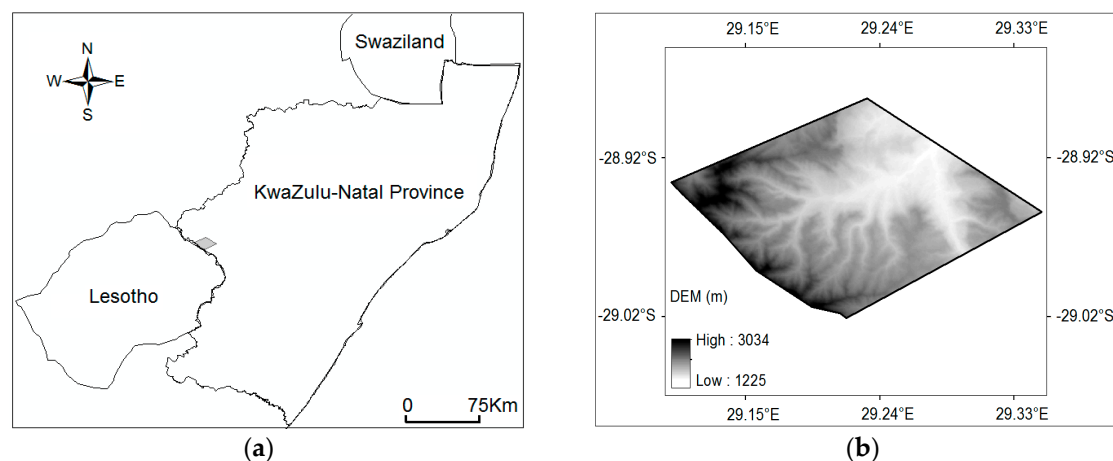 Swaziland
N
W E
S
KwaZulu-Natal Province
Lesotho
0 75Km
(a)
29.15°E 29.24°E 29.33°E
-28.92°S -28.92°S
-29.02°S -29.02°S
DEM (m)
High : 3034
Low : 1225
29.15°E 29.24°E 29.33°E
(b)